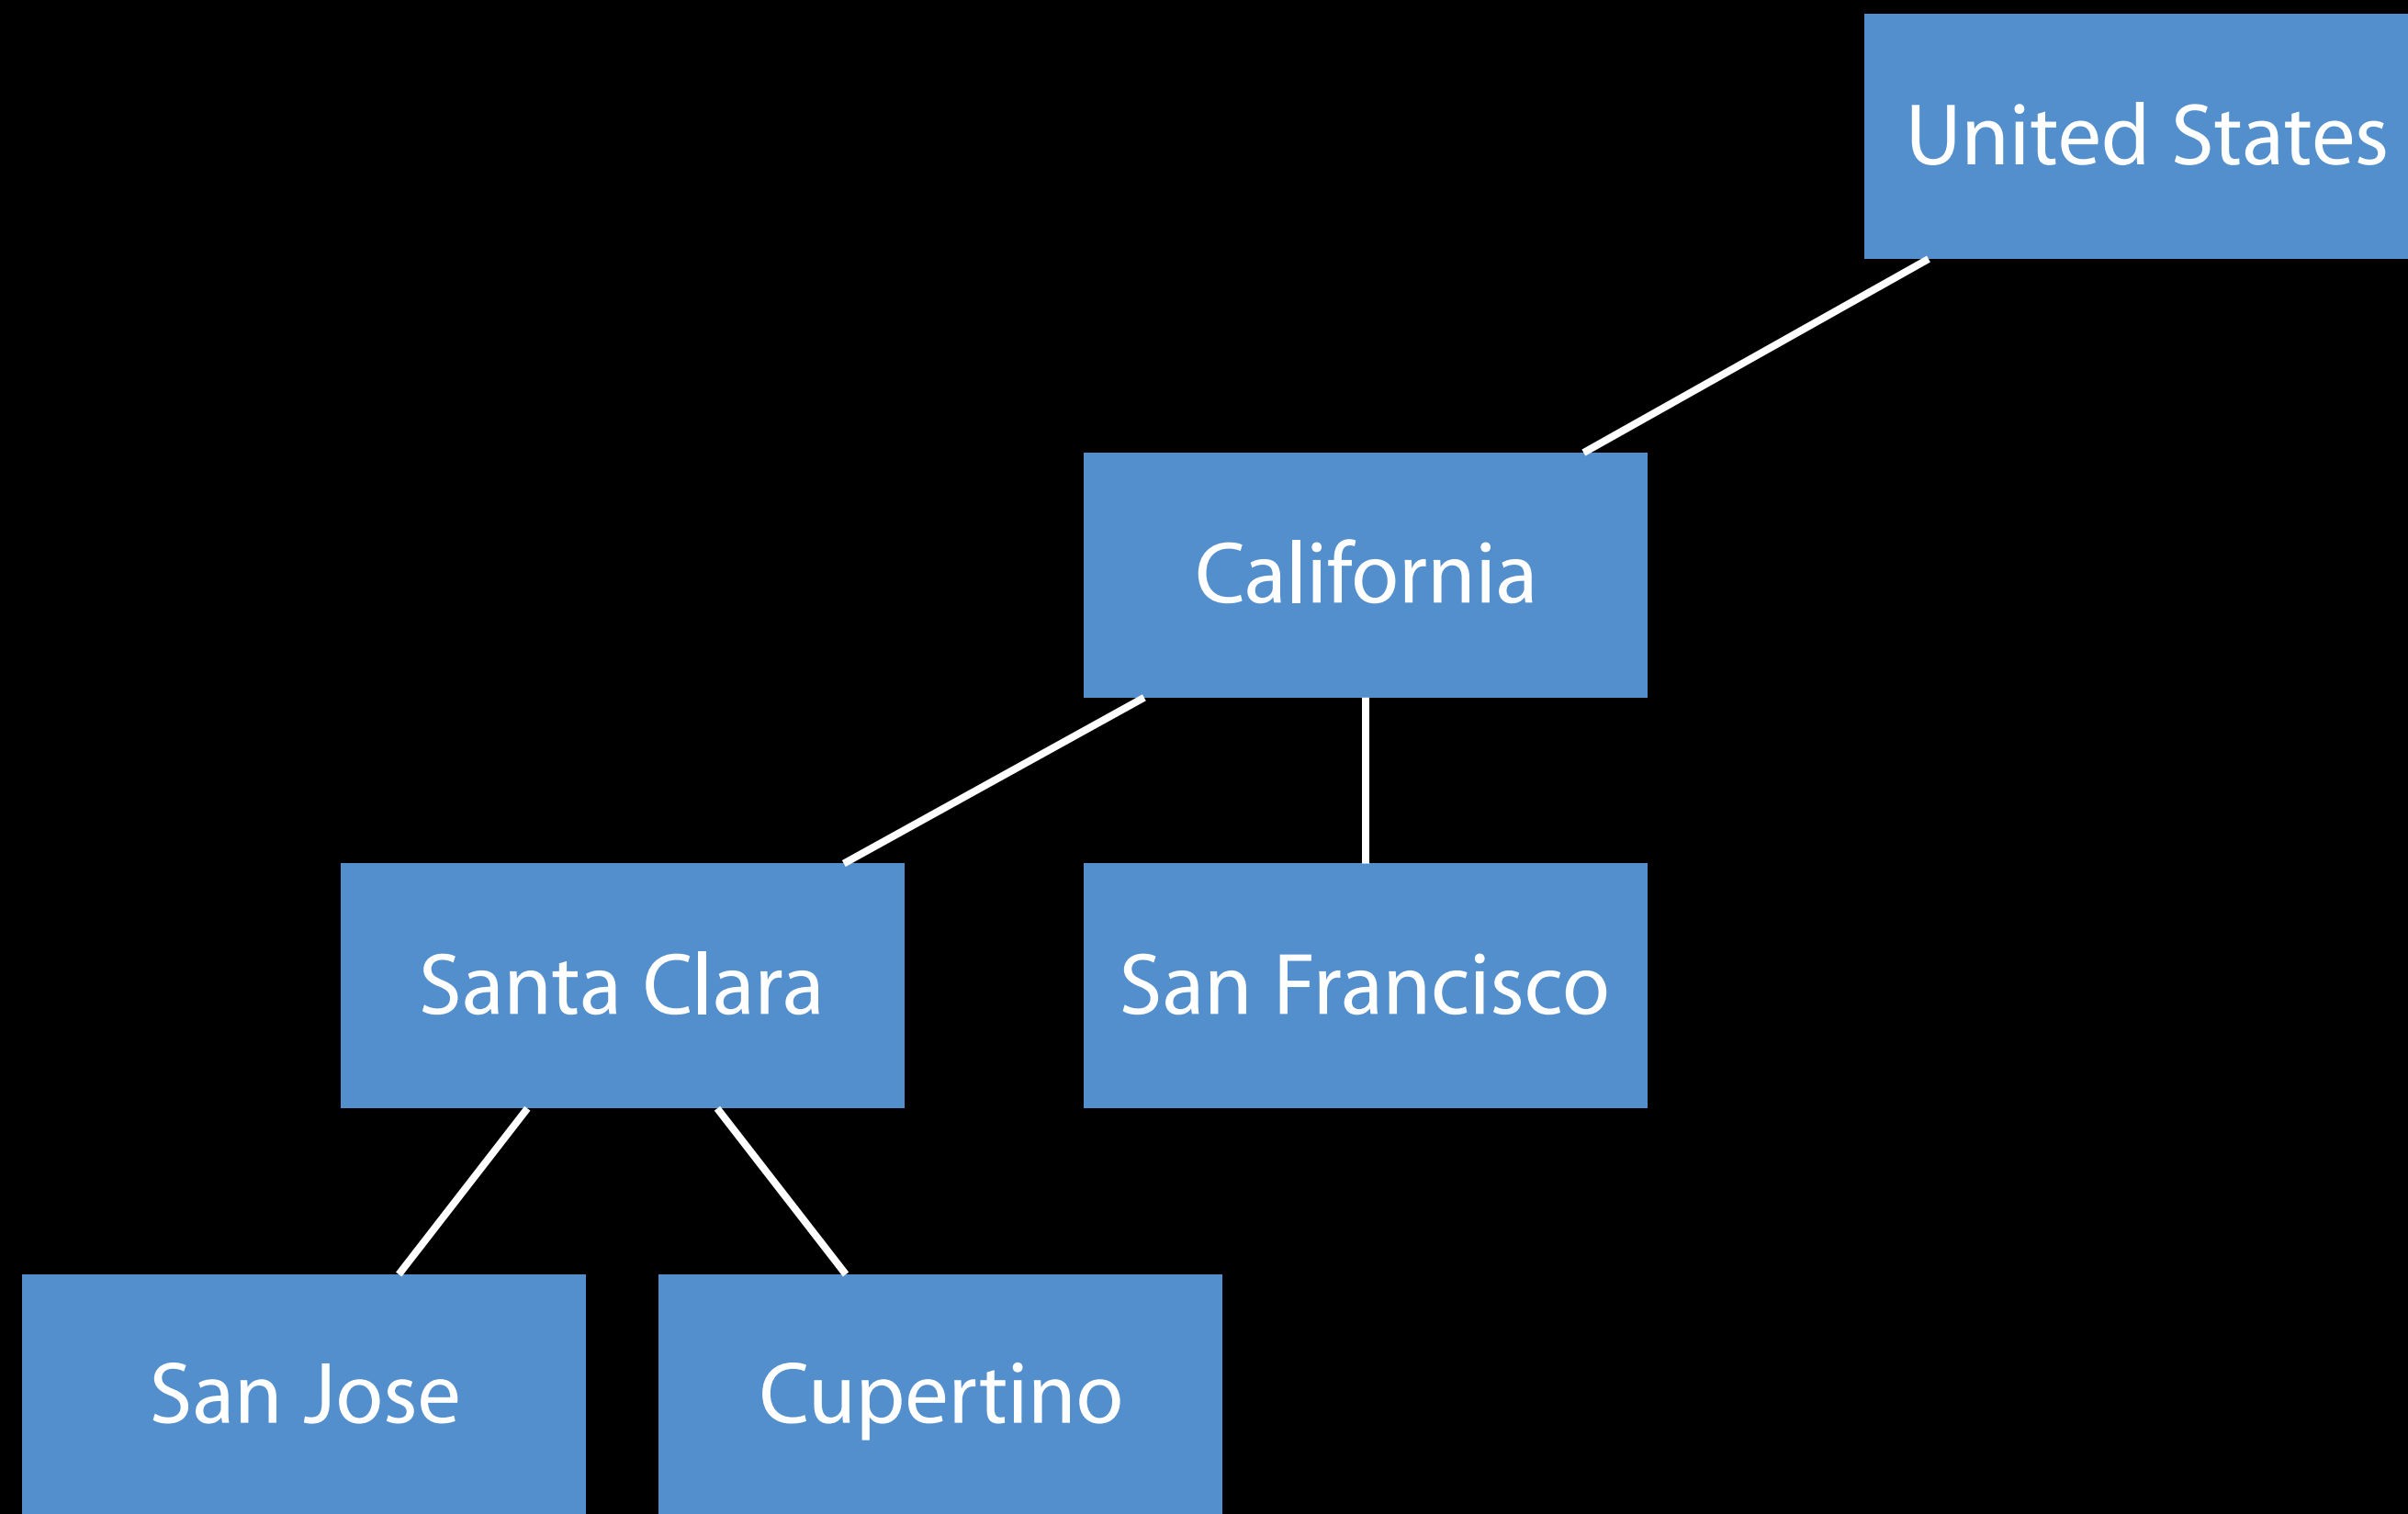 United States
California
Santa Clara
San Francisco
San Jose
Cupertino